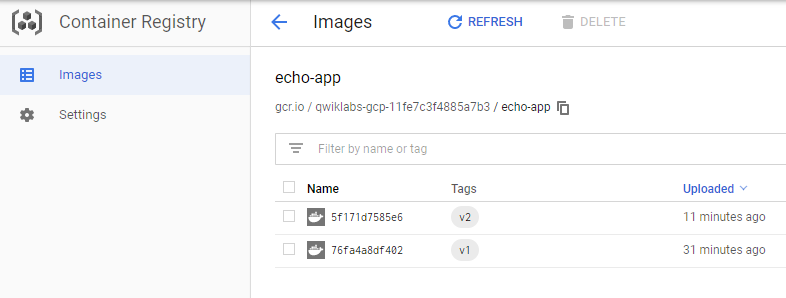 Container Registry
Images
REFRESH
DELETE
Images
Settings
echo-app
gcr.io / qwiklabs-gcp-11fe7c3f4885a7b3 / echo-app
Filter by name or tag
Name Tags Uploaded
5f171d7585e6 v2 11 minutes ago
76fa4a8df402 v1 31 minutes ago